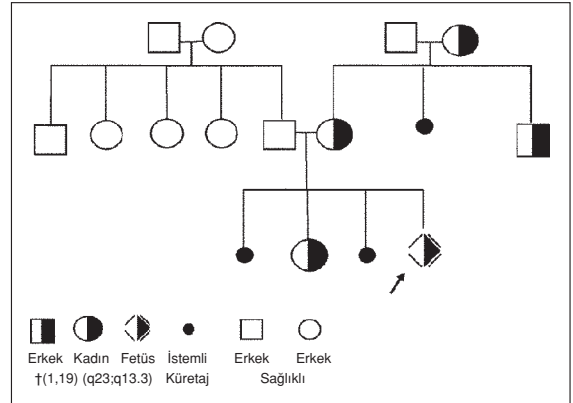 Erkek Kadın Fetüs İstemli Erkek Erkek
†(1,19) (q23;q13.3) Küretaj Sağlıklı